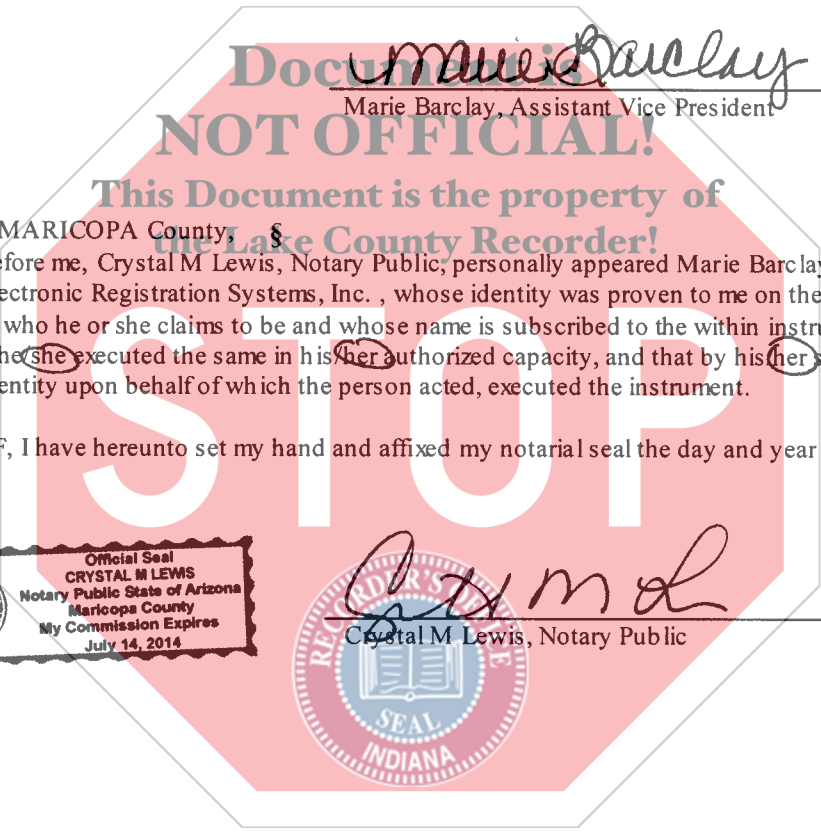 Marie Barclay
Document is
Marie Barclay, Assistant Vice President
NOT OFFICIAL!
This Document is the property of
the Lake County Recorder!
MARICOPA County, §
efore me, Crystal M Lewis, Notary Public, personally appeared Marie Barclay
ectronic Registration Systems, Inc. , whose identity was proven to me on the
who he or she claims to be and whose name is subscribed to the within instru
he/she executed the same in his/her authorized capacity, and that by his/her s
entity upon behalf of which the person acted, executed the instrument.
STOP
F, I have hereunto set my hand and affixed my notarial seal the day and year
Official Seal
CRYSTAL M LEWIS
Notary Public State of Arizona
Maricopa County
My Commission Expires
July 14, 2014
Crystal M Lewis, Notary Public
RECORDER'S OFFICE
SEAL
INDIANA